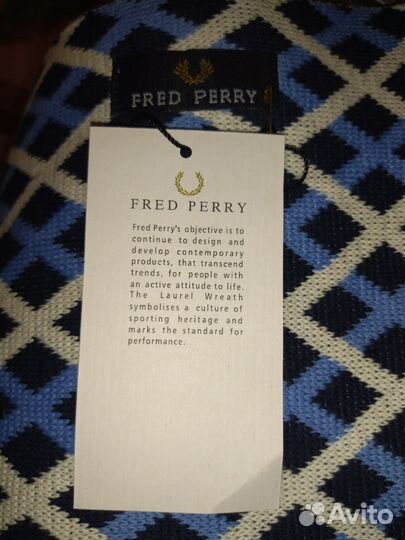 FRED PERRY
FRED PERRY
Fred Perry's objective is to
continue to design and
develop contemporary
products, that transcend
trends, for people with
an active attitude to life.
The Laurel Wreath
symbolises a culture of
sporting heritage and
marks the standard for
performance.
Avito